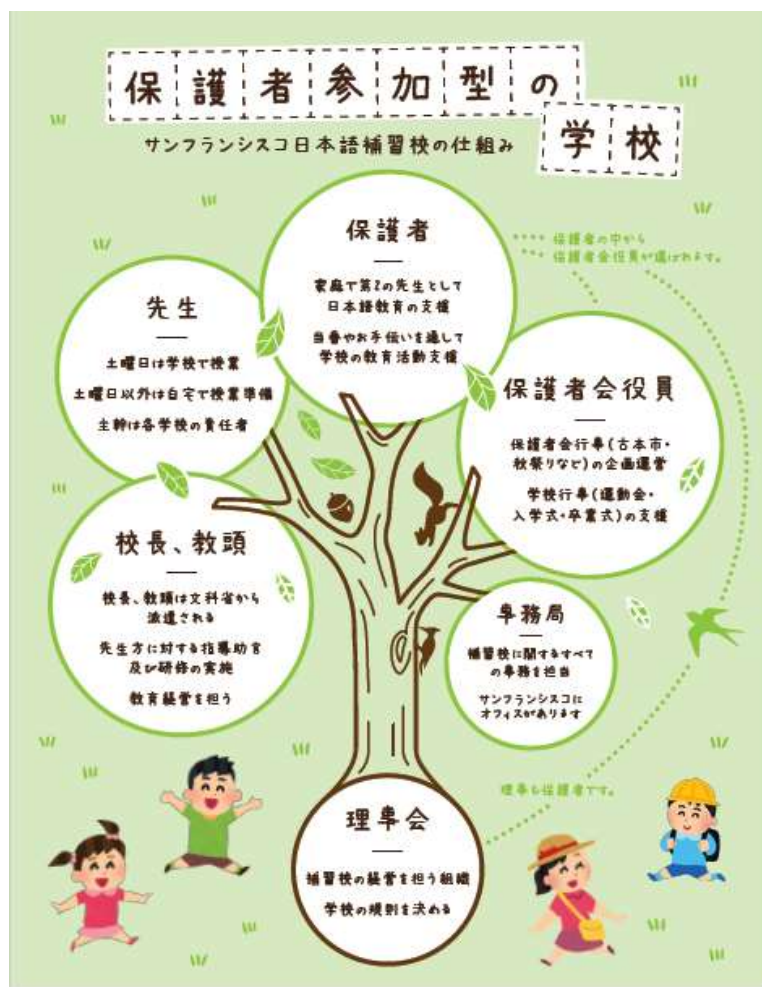 保護者参加型の
学校
サンフランシスコ日本語補習校の仕組み
保護者
家庭で第2の先生として
日本語教育の支援
当番やお手伝いを通して
学校の教育活動支援
保護者の中から
保護者会役員が選ばれます。
先生
土曜日は学校で授業
土曜日以外は自宅で授業準備
主幹は各学校の責任者
保護者会役員
保護者会行事(古本市・
秋祭りなど)の企画運営
学校行事(運動会・
入学式・卒業式)の支援
校長、教頭
校長、教頭は文科省から
派遣される
先生方に対する指導助言
及び研修の実施
教育経営を担う
事務局
補習校に関するすべて
の事務を担当
サンフランシスコに
オフィスがあります
理事も保護者です。
理事会
補習校の経営を担う組織
学校の規則を決める